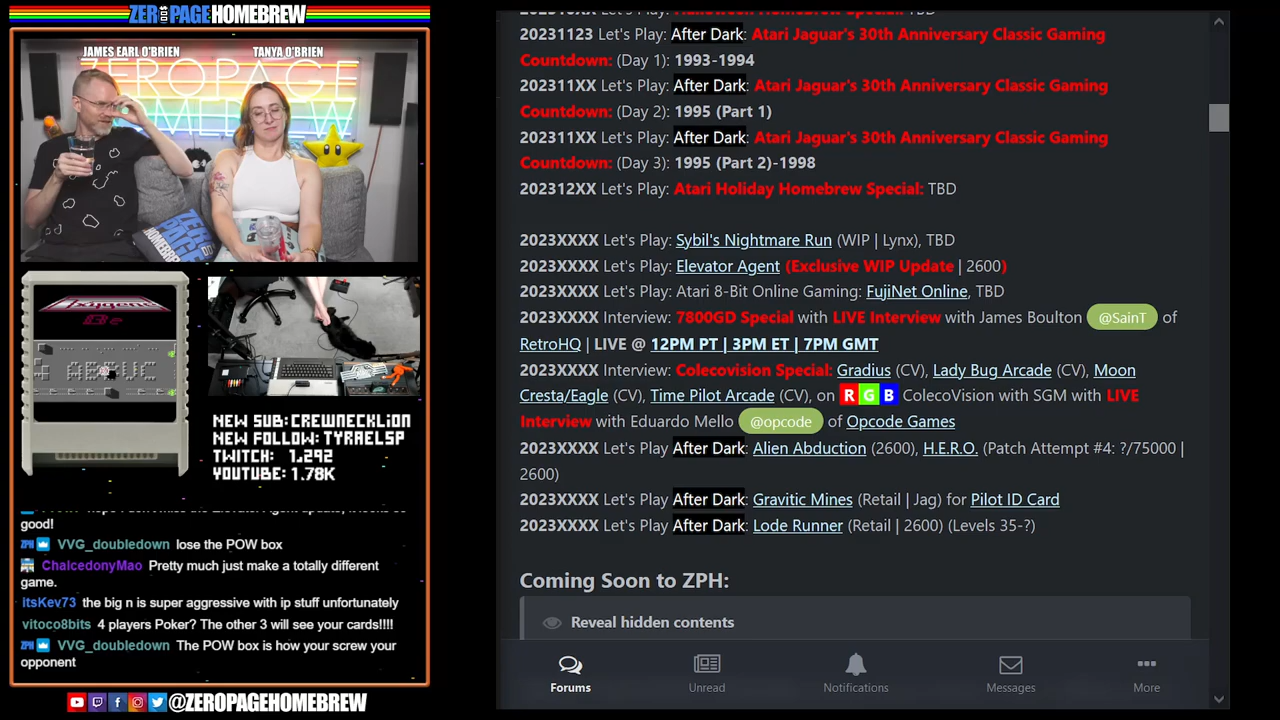 ZEROPAGEHOMEBREW
JAMES EARL O'BRIEN
TANYA O'BRIEN
ZEROPAGE
HOMEBREW
ABBUC
NEW SUB: CREWNECKLION
NEW FOLLOW: TYRAELSP
TWITCH: 1,292
YOUTUBE: 1.78K
good!
VVG_doubledown lose the POW box
ChalcedonyMao Pretty much just make a totally different
game.
itsKev73 the big n is super aggressive with ip stuff unfortunately
vitoco8bits 4 players Poker? The other 3 will see your cards!!!!
VVG_doubledown The POW box is how your screw your
opponent
@ZEROPAGEHOMEBREW
20231123 Let's Play: After Dark: Atari Jaguar's 30th Anniversary Classic Gaming
Countdown: (Day 1): 1993-1994
202311XX Let's Play: After Dark: Atari Jaguar's 30th Anniversary Classic Gaming
Countdown: (Day 2): 1995 (Part 1)
202311XX Let's Play: After Dark: Atari Jaguar's 30th Anniversary Classic Gaming
Countdown: (Day 3): 1995 (Part 2)-1998
202312XX Let's Play: Atari Holiday Homebrew Special: TBD
2023XXXX Let's Play: Sybil's Nightmare Run (WIP | Lynx), TBD
2023XXXX Let's Play: Elevator Agent (Exclusive WIP Update | 2600)
2023XXXX Let's Play: Atari 8-Bit Online Gaming: FujiNet Online, TBD
2023XXXX Interview: 7800GD Special with LIVE Interview with James Boulton @SainT of
RetroHQ | LIVE @ 12PM PT | 3PM ET | 7PM GMT
2023XXXX Interview: Colecovision Special: Gradius (CV), Lady Bug Arcade (CV), Moon
Cresta/Eagle (CV), Time Pilot Arcade (CV), on R G B ColecoVision with SGM with LIVE
Interview with Eduardo Mello @opcode of Opcode Games
2023XXXX Let's Play After Dark: Alien Abduction (2600), H.E.R.O. (Patch Attempt #4: ?/75000 |
2600)
2023XXXX Let's Play After Dark: Gravitic Mines (Retail | Jag) for Pilot ID Card
2023XXXX Let's Play After Dark: Lode Runner (Retail | 2600) (Levels 35-?)
Coming Soon to ZPH:
Reveal hidden contents
Forums
Unread
Notifications
Messages
More